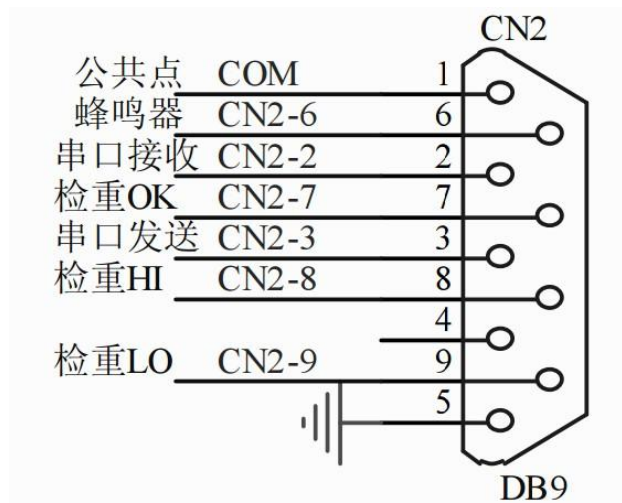 CN2
公共点 COM 1
蜂鸣器 CN2-6 6
串口接收 CN2-2 2
检重OK CN2-7 7
串口发送 CN2-3 3
检重HI CN2-8 8
4
检重LO CN2-9 9
5
DB9